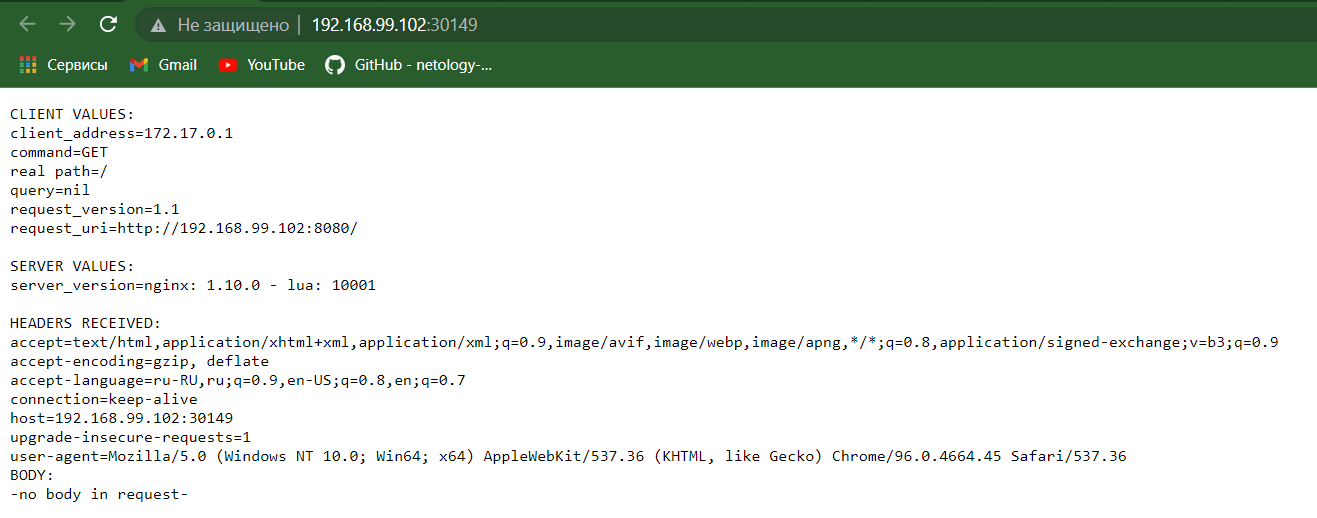 Не защищено | 192.168.99.102:30149
Сервисы Gmail YouTube GitHub - netology-...
CLIENT VALUES:
client_address=172.17.0.1
command=GET
real path=/
query=nil
request_version=1.1
request_uri=http://192.168.99.102:8080/
SERVER VALUES:
server_version=nginx: 1.10.0 - lua: 10001
HEADERS RECEIVED:
accept=text/html,application/xhtml+xml,application/xml;q=0.9,image/avif,image/webp,image/apng,*/*;q=0.8,application/signed-exchange;v=b3;q=0.9
accept-encoding=gzip, deflate
accept-language=ru-RU,ru;q=0.9,en-US;q=0.8,en;q=0.7
connection=keep-alive
host=192.168.99.102:30149
upgrade-insecure-requests=1
user-agent=Mozilla/5.0 (Windows NT 10.0; Win64; x64) AppleWebKit/537.36 (KHTML, like Gecko) Chrome/96.0.4664.45 Safari/537.36
BODY:
-no body in request-